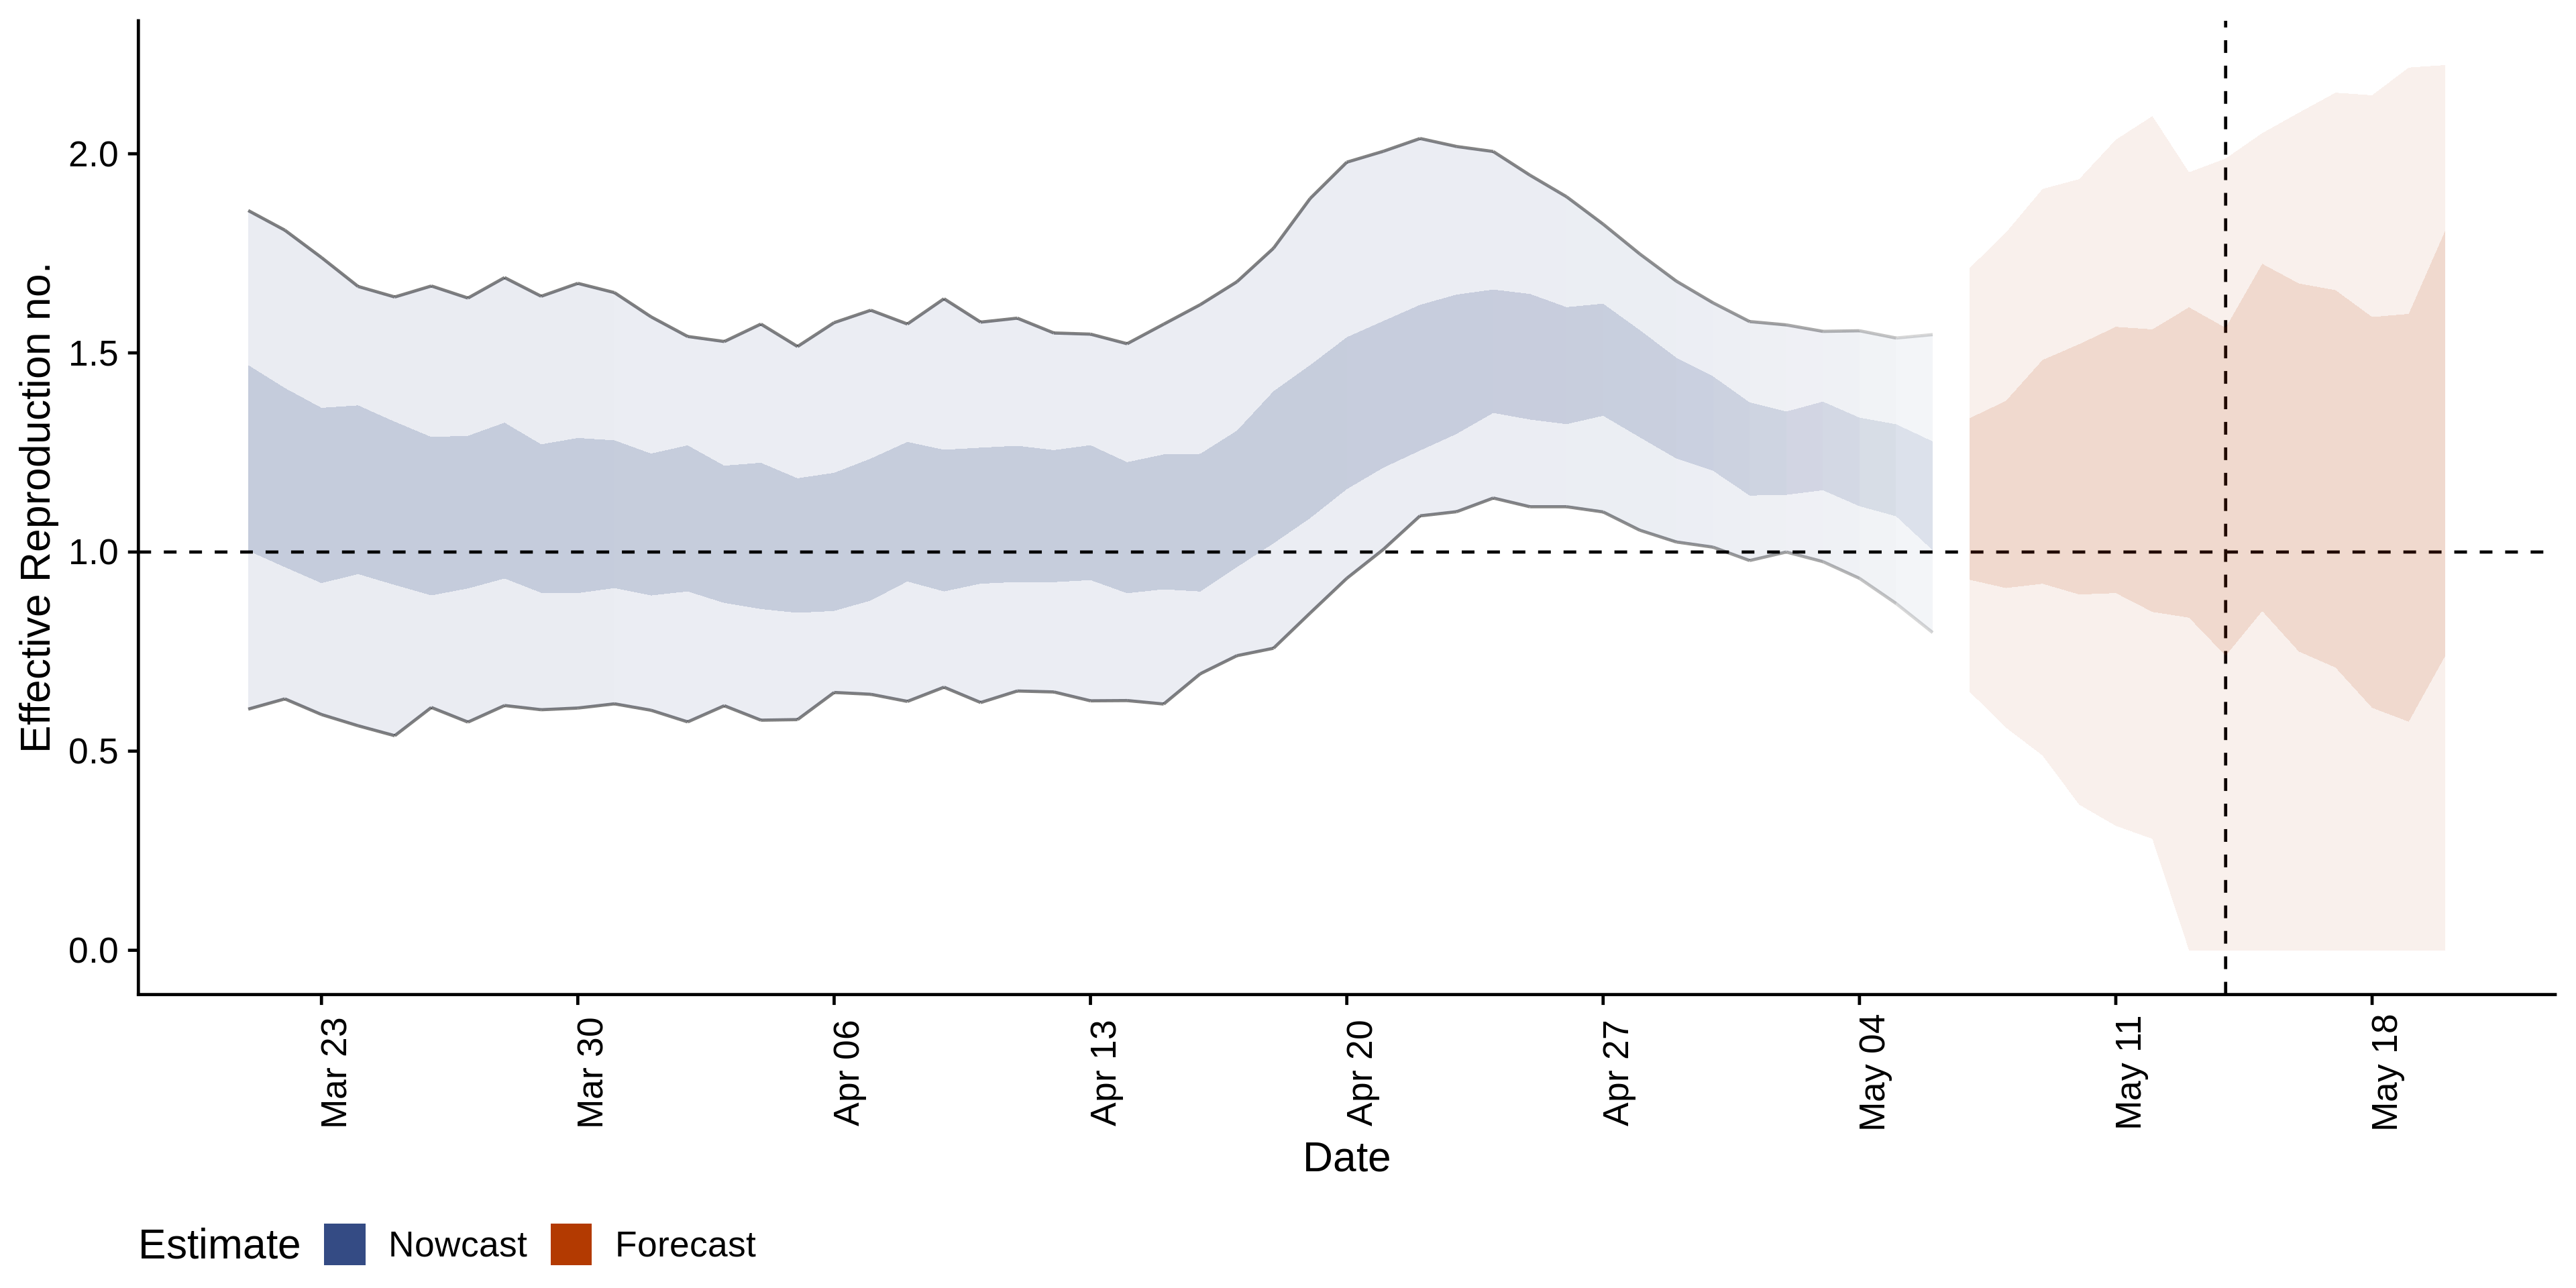 Effective Reproduction no.
2.0
1.5
1.0
0.5
0.0
Mar 23
Mar 30
Apr 06
Apr 13
Apr 20
Apr 27
May 04
May 11
May 18
Date
Estimate Nowcast Forecast